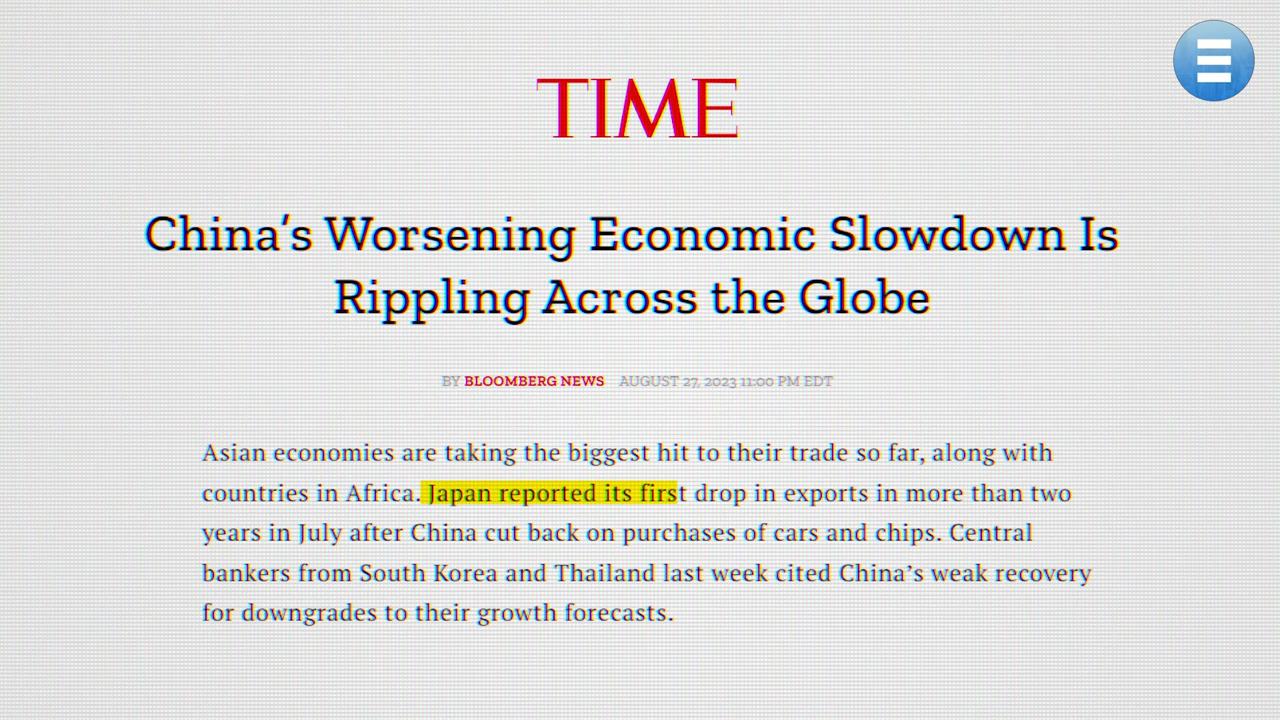 TIME
China's Worsening Economic Slowdown Is
Rippling Across the Globe
BY BLOOMBERG NEWS AUGUST 27, 2023 11:00 PM EDT
Asian economies are taking the biggest hit to their trade so far, along with
countries in Africa. Japan reported its first drop in exports in more than two
years in July after China cut back on purchases of cars and chips. Central
bankers from South Korea and Thailand last week cited China’s weak recovery
for downgrades to their growth forecasts.